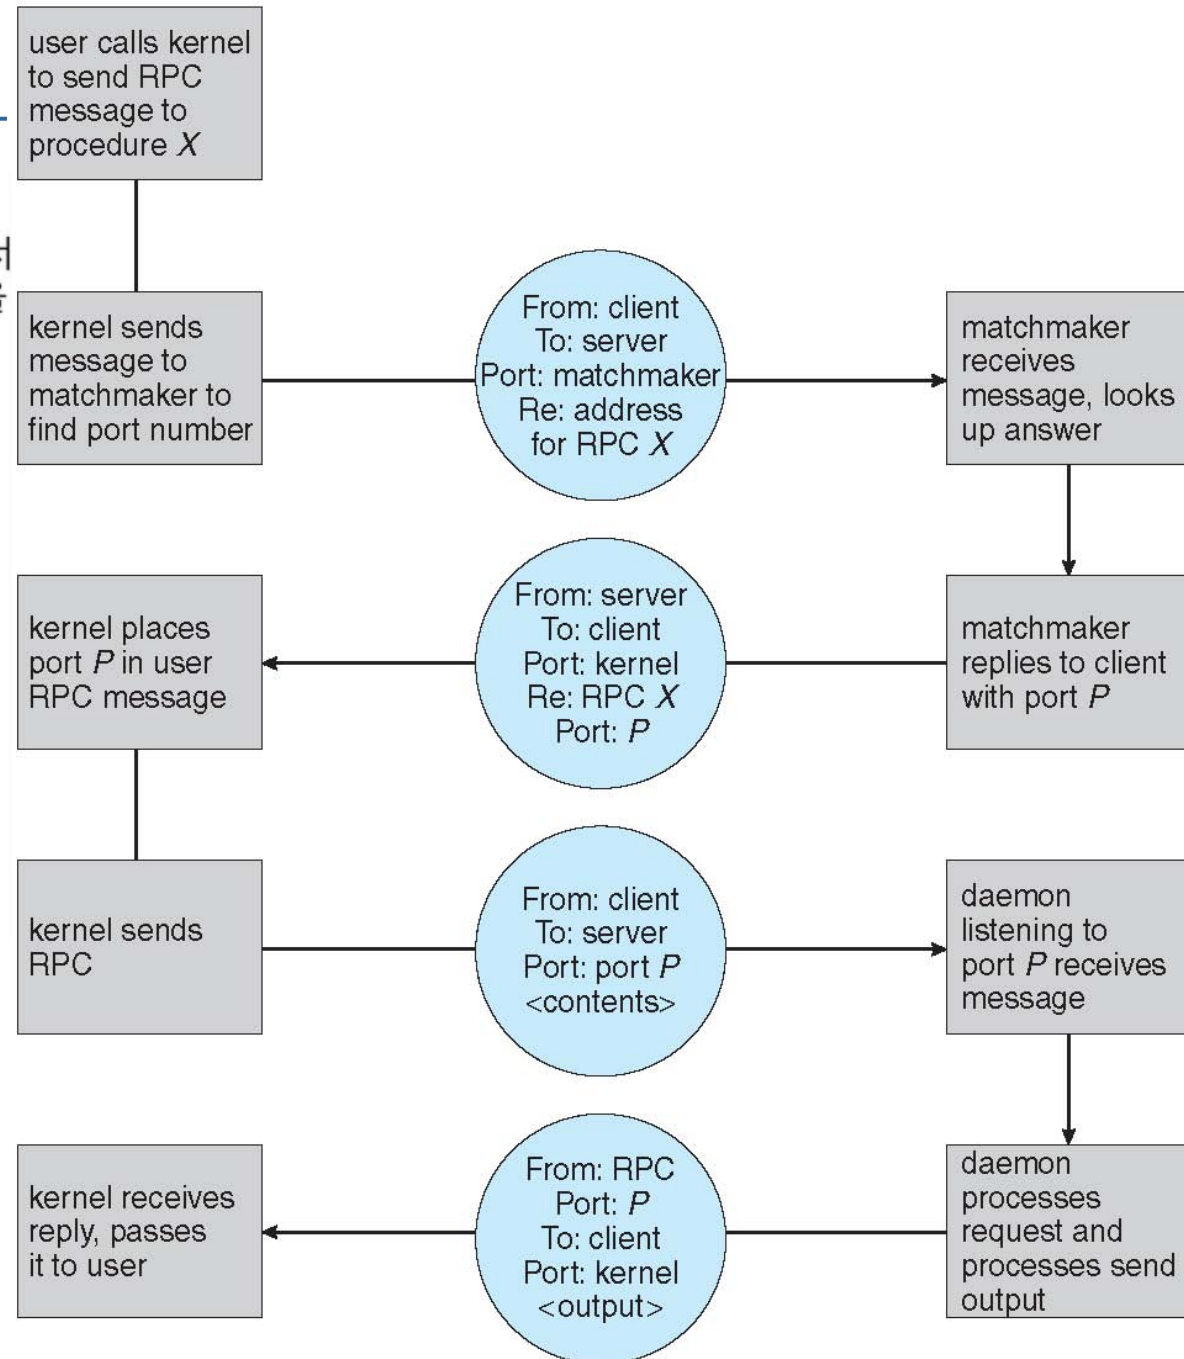 user calls kernel
to send RPC
message to
procedure X
kernel sends
message to
matchmaker to
find port number
From: client
To: server
Port: matchmaker
Re: address
for RPC X
matchmaker
receives
message, looks
up answer
kernel places
port P in user
RPC message
From: server
To: client
Port: kernel
Re: RPC X
Port: P
matchmaker
replies to client
with port P
kernel sends
RPC
From: client
To: server
Port: port P
<contents>
daemon
listening to
port P receives
message
kernel receives
reply, passes
it to user
From: RPC
Port: P
To: client
Port: kernel
<output>
daemon
processes
request and
processes send
output